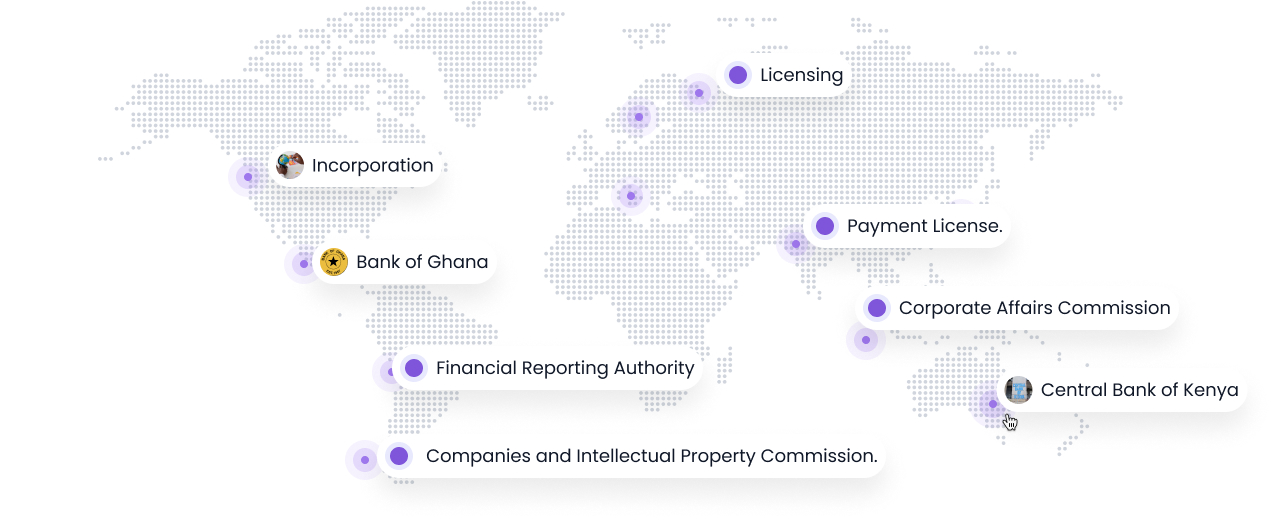 Licensing
Incorporation
Payment License.
Bank of Ghana
Corporate Affairs Commission
Financial Reporting Authority
Central Bank of Kenya
Companies and Intellectual Property Commission.